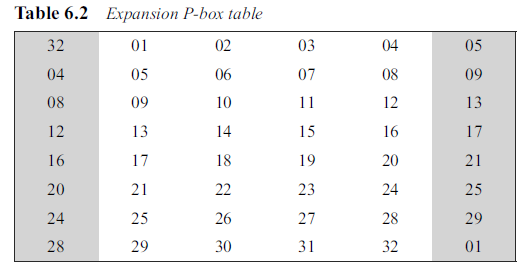 Table 6.2 Expansion P-box table
32 01 02 03 04 05
04 05 06 07 08 09
08 09 10 11 12 13
12 13 14 15 16 17
16 17 18 19 20 21
20 21 22 23 24 25
24 25 26 27 28 29
28 29 30 31 32 01